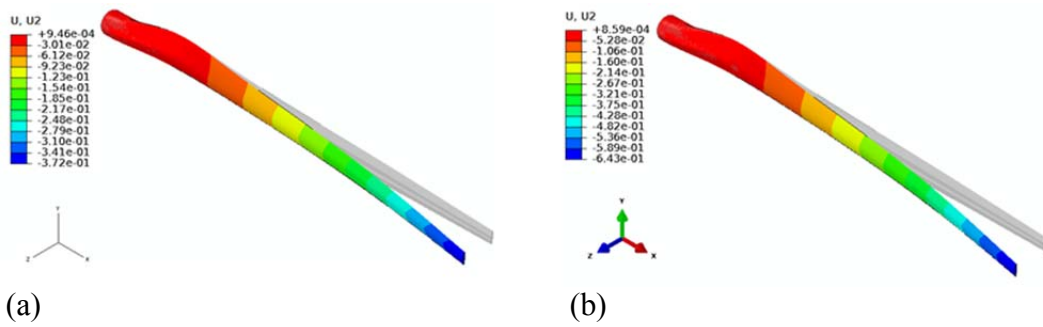 U, U2
+9.46e-04
-3.01e-02
-6.12e-02
-9.23e-02
-1.23e-01
-1.54e-01
-1.85e-01
-2.17e-01
-2.48e-01
-2.79e-01
-3.10e-01
-3.41e-01
-3.72e-01
Y
Z
X
(a)
U, U2
+8.59e-04
-5.28e-02
-1.06e-01
-1.60e-01
-2.14e-01
-2.67e-01
-3.21e-01
-3.75e-01
-4.28e-01
-4.82e-01
-5.36e-01
-5.89e-01
-6.43e-01
Y
Z
X
(b)